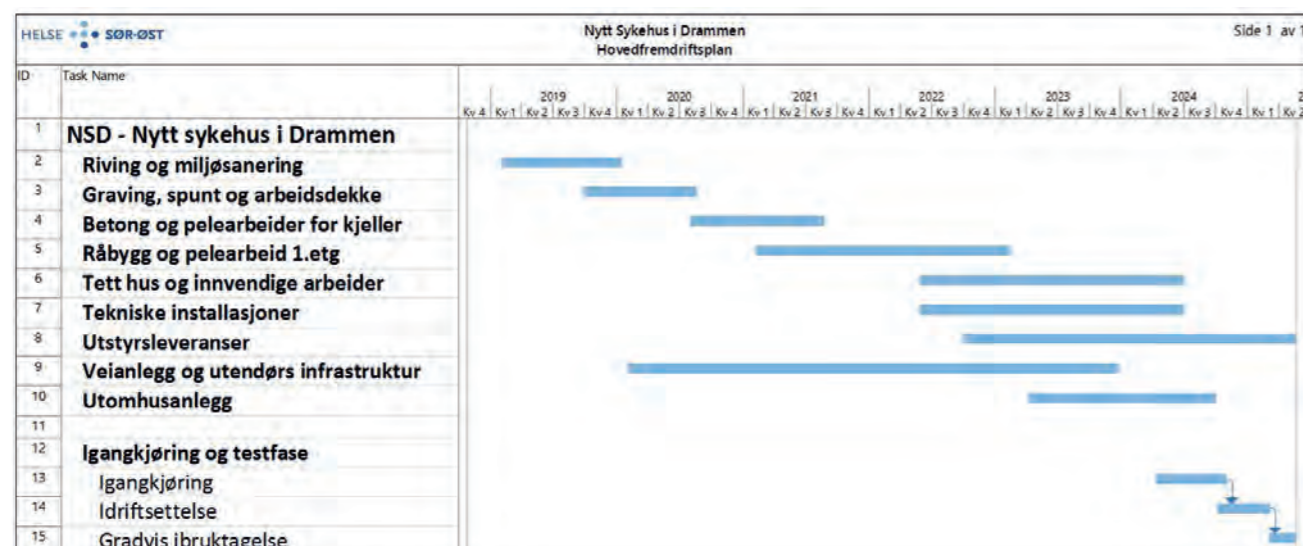 HELSE SØR-ØST
Nytt Sykehus i Drammen
Hovedfremdriftsplan
Side 1 av 1
ID Task Name
2019 2020 2021 2022 2023 2024 2
Kv 4 Kv 1 Kv 2 Kv 3 Kv 4 Kv 1 Kv 2 Kv 3 Kv 4 Kv 1 Kv 2 Kv 3 Kv 4 Kv 1 Kv 2 Kv 3 Kv 4 Kv 1 Kv 2 Kv 3 Kv 4 Kv 1 Kv 2 Kv 3 Kv 4 Kv 1 Kv 2
1 NSD - Nytt sykehus i Drammen
2 Riving og miljøsanering
3 Graving, spunt og arbeidsdekke
4 Betong og pelearbeider for kjeller
5 Råbygg og pelearbeid 1.etg
6 Tett hus og innvendige arbeider
7 Tekniske installasjoner
8 Utstyrsleveranser
9 Veianlegg og utendørs infrastruktur
10 Utomhusanlegg
11
12 Igangkjøring og testfase
13 Igangkjøring
14 Idriftsettelse
15 Gradvis ibruktagelse